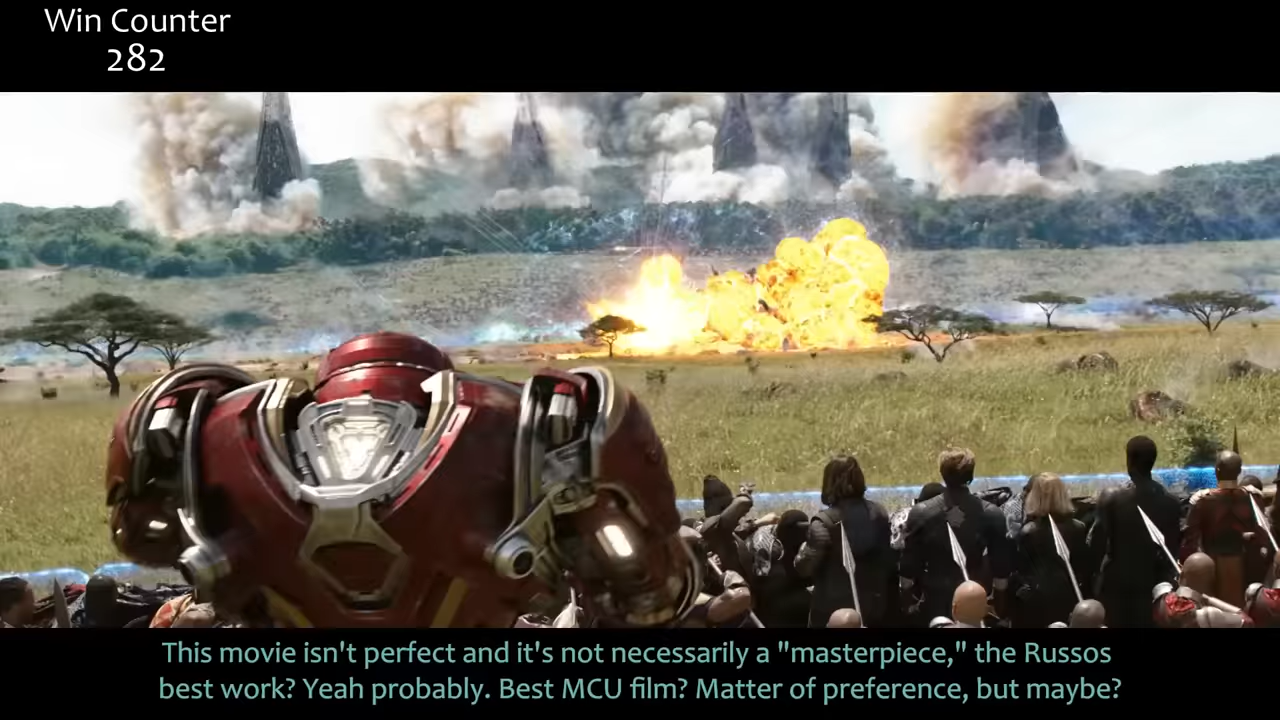 Win Counter
282
This movie isn't perfect and it's not necessarily a "masterpiece," the Russos
best work? Yeah probably. Best MCU film? Matter of preference, but maybe?